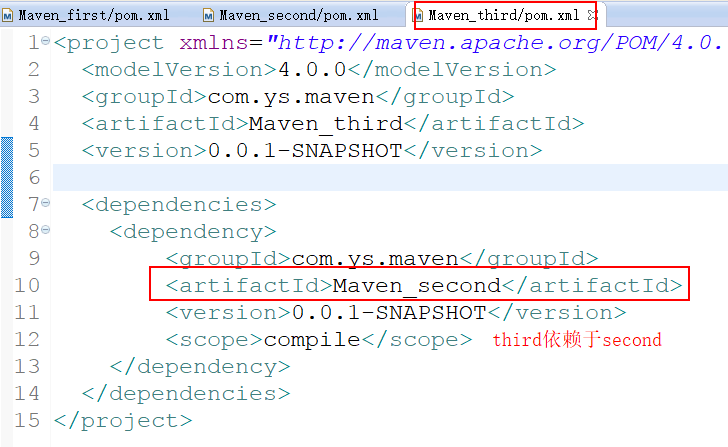 Maven_first/pom.xml Maven_second/pom.xml Maven_third/pom.xml
1 <project xmlns="http://maven.apache.org/POM/4.0.
2 <modelVersion>4.0.0</modelVersion>
3 <groupId>com.ys.maven</groupId>
4 <artifactId>Maven_third</artifactId>
5 <version>0.0.1-SNAPSHOT</version>
6
7 <dependencies>
8 <dependency>
9 <groupId>com.ys.maven</groupId>
10 <artifactId>Maven_second</artifactId>
11 <version>0.0.1-SNAPSHOT</version>
12 <scope>compile</scope> third依赖于second
13 </dependency>
14 </dependencies>
15 </project>